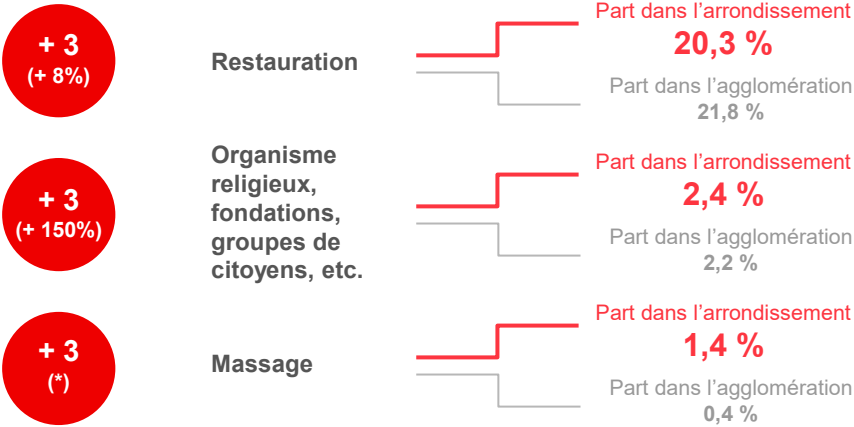 + 3
(+ 8%)
Restauration
Part dans l’arrondissement
20,3 %
Part dans l’agglomération
21,8 %
+ 3
(+ 150%)
Organisme
religieux,
fondations,
groupes de
citoyens, etc.
Part dans l’arrondissement
2,4 %
Part dans l’agglomération
2,2 %
+ 3
(*)
Massage
Part dans l’arrondissement
1,4 %
Part dans l’agglomération
0,4 %